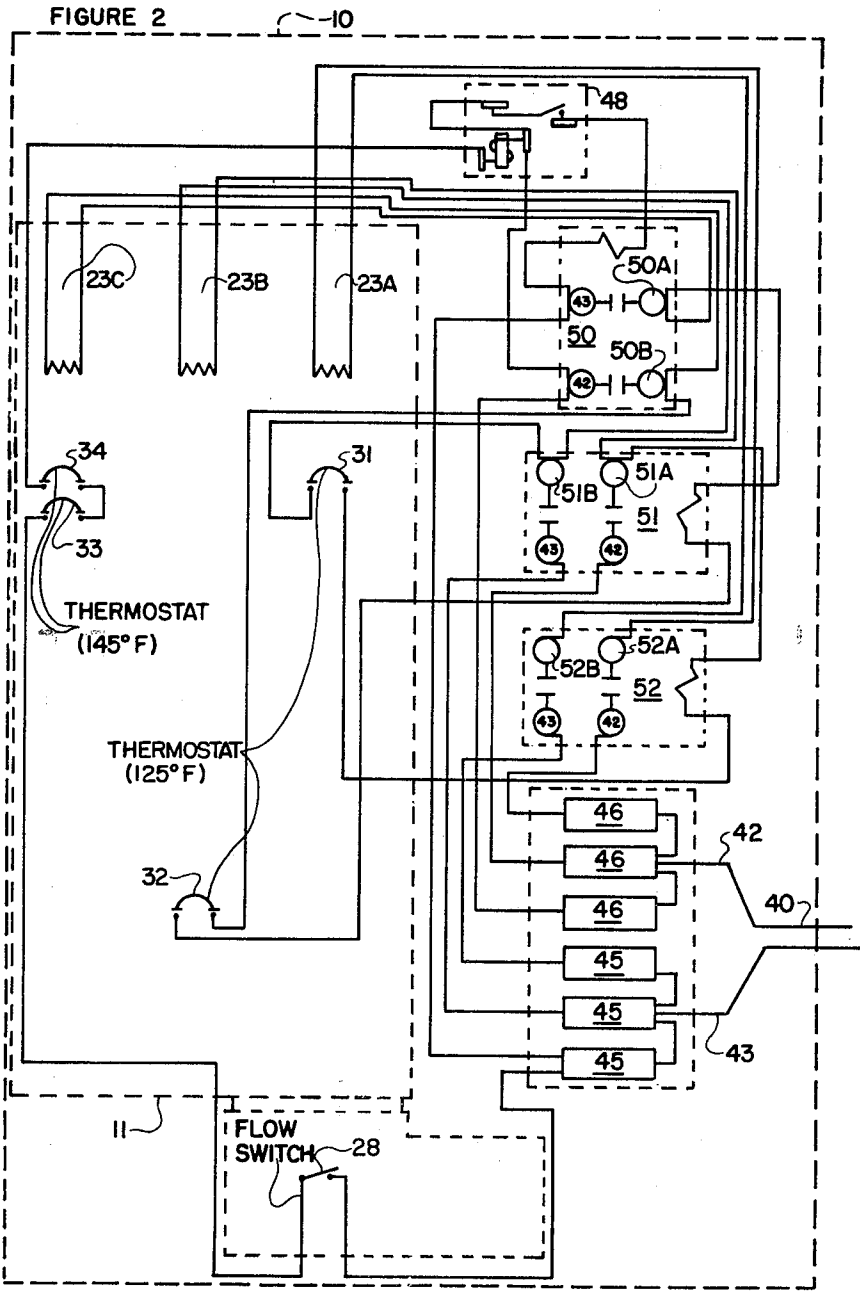 FIGURE 2
10
48
23C
23B
23A
50A
43
50
50B
42
34
31
51B
51A
33
51
43
42
THERMOSTAT
(145°F)
52B
52A
52
43
42
THERMOSTAT
(125°F)
46
46
42
32
40
46
45
45
43
45
11
FLOW
SWITCH
28